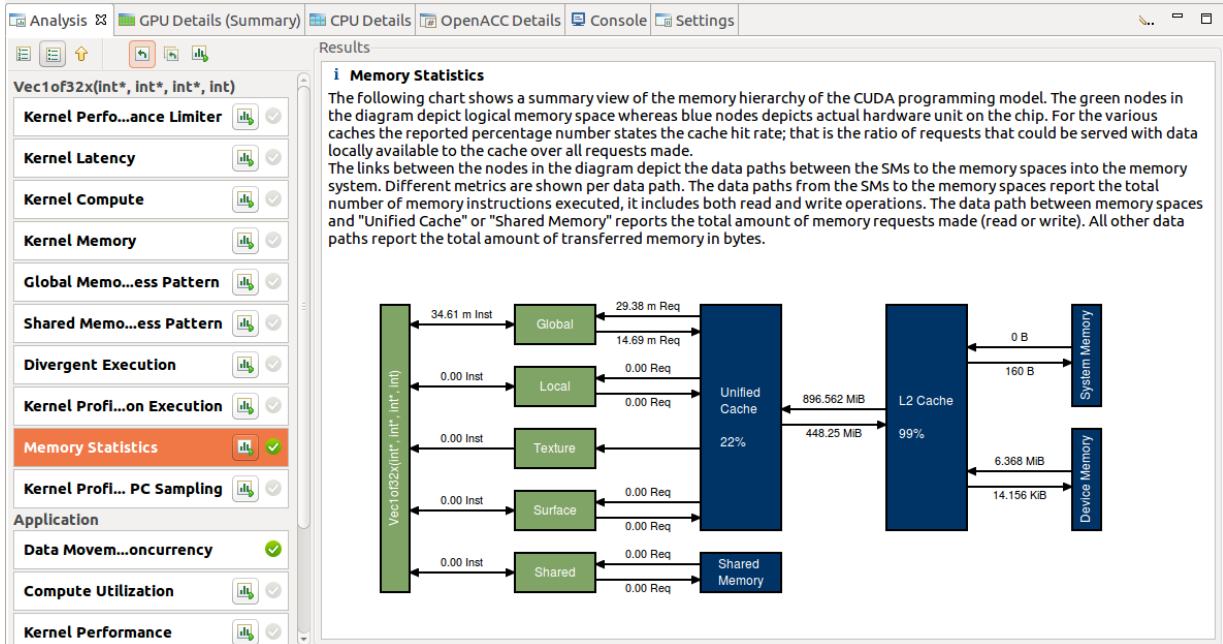 Analysis
GPU Details (Summary)
CPU Details
OpenACC Details
Console
Settings
Vec1of32x(int*, int*, int*, int)
Kernel Perfo...ance Limiter
Kernel Latency
Kernel Compute
Kernel Memory
Global Memo...ess Pattern
Shared Memo...ess Pattern
Divergent Execution
Kernel Profi...on Execution
Memory Statistics
Kernel Profi... PC Sampling
Application
Data Movem...oncurrency
Compute Utilization
Kernel Performance
Results
i Memory Statistics
The following chart shows a summary view of the memory hierarchy of the CUDA programming model. The green nodes in
the diagram depict logical memory space whereas blue nodes depicts actual hardware unit on the chip. For the various
caches the reported percentage number states the cache hit rate; that is the ratio of requests that could be served with data
locally available to the cache over all requests made.
The links between the nodes in the diagram depict the data paths between the SMs to the memory spaces into the memory
system. Different metrics are shown per data path. The data paths from the SMs to the memory spaces report the total
number of memory instructions executed, it includes both read and write operations. The data path between memory spaces
and "Unified Cache" or "Shared Memory" reports the total amount of memory requests made (read or write). All other data
paths report the total amount of transferred memory in bytes.
Vec1of32x(int*, int*, int*, int)
34.61 m Inst
Global
29.38 m Req
14.69 m Req
0.00 Inst
Local
0.00 Req
0.00 Req
0.00 Inst
Texture
0.00 Inst
Surface
0.00 Req
0.00 Req
0.00 Inst
Shared
0.00 Req
0.00 Req
Unified
Cache
22%
Shared
Memory
896.562 MiB
448.25 MiB
L2 Cache
99%
0 B
160 B
System Memory
6.368 MiB
14.156 KiB
Device Memory